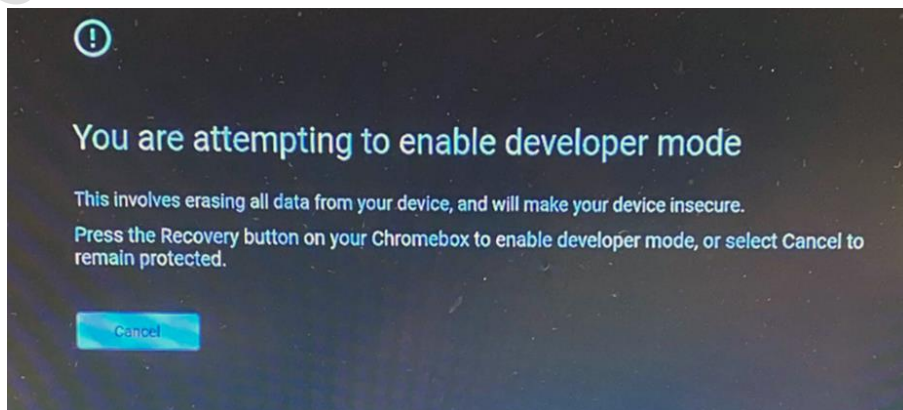 You are attempting to enable developer mode
This involves erasing all data from your device, and will make your device insecure.
Press the Recovery button on your Chromebox to enable developer mode, or select Cancel to
remain protected.
Cancel